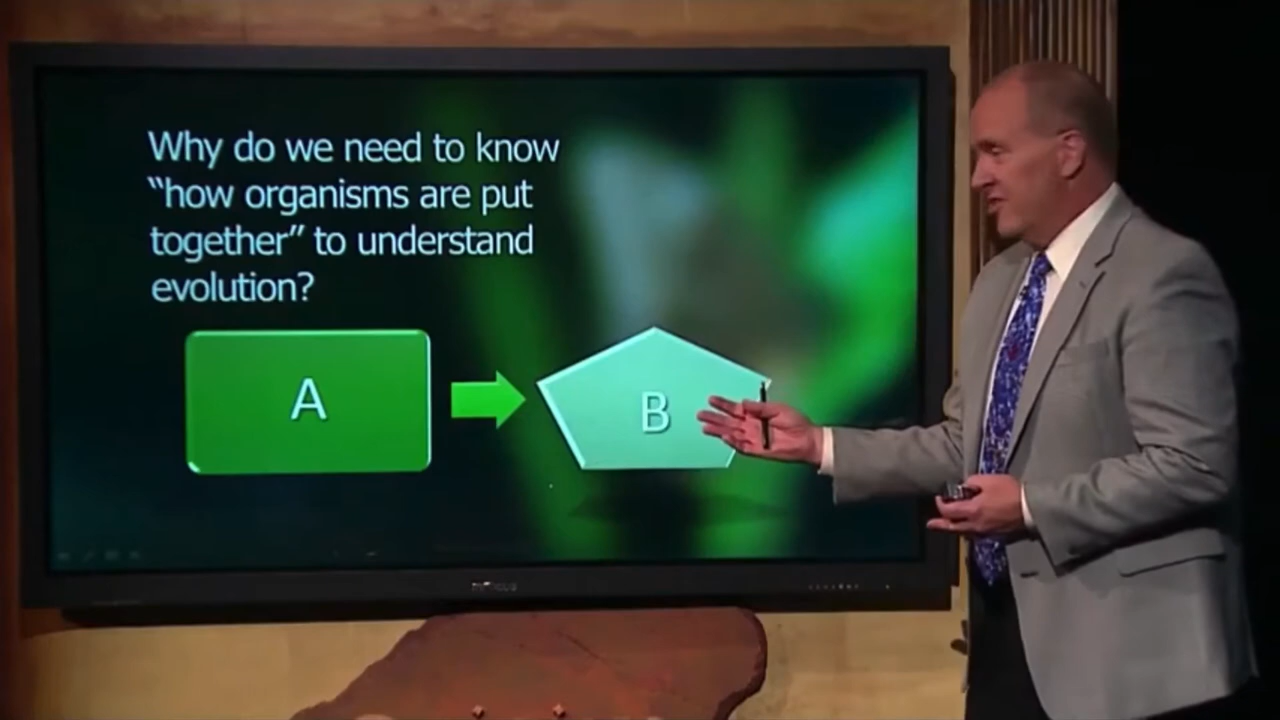 Why do we need to know
“how organisms are put
together” to understand
evolution?
A
B